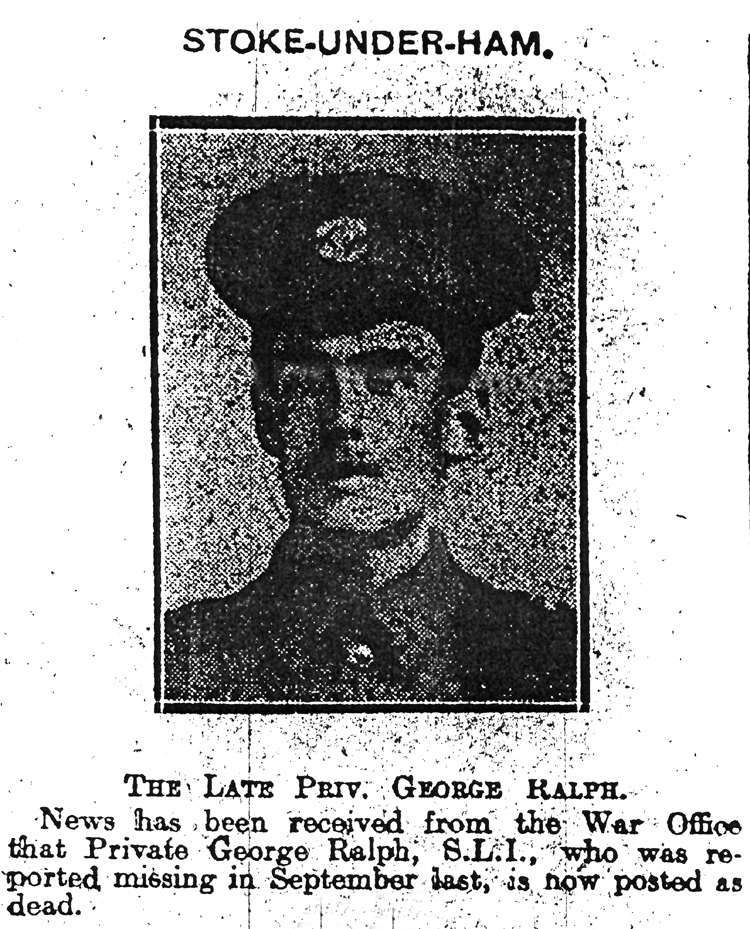 STOKE-UNDER-HAM.
THE LATE PRIV. GEORGE RALPH.
News has been received from the War Office
that Private George Ralph, S.L.I., who was re-
ported missing in September last, is now posted as
dead.